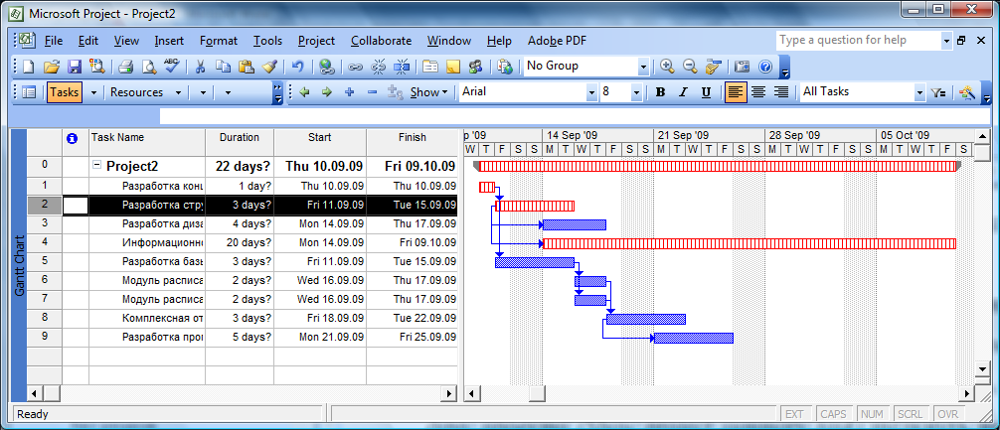 Microsoft Project - Project2
File Edit View Insert Format Tools Project Collaborate Window Help Adobe PDF Type a question for help
ABC No Group
Tasks Resources Show Arial 8 B I U All Tasks
Task Name Duration Start Finish ep '09 14 Sep '09 21 Sep '09 28 Sep '09 05 Oct '09
W T F S S M T W T F S S M T W T F S S M T W T F S S M T W T F S
0 Project2 22 days? Thu 10.09.09 Fri 09.10.09
1 Разработка конц 1 day? Thu 10.09.09 Thu 10.09.09
2 Разработка стру 3 days? Fri 11.09.09 Tue 15.09.09
3 Разработка диза 4 days? Mon 14.09.09 Thu 17.09.09
4 Информационн 20 days? Mon 14.09.09 Fri 09.10.09
5 Разработка базы 3 days? Fri 11.09.09 Tue 15.09.09
6 Модуль расписа 2 days? Wed 16.09.09 Thu 17.09.09
7 Модуль расписа 2 days? Wed 16.09.09 Thu 17.09.09
8 Комплексная от 3 days? Fri 18.09.09 Tue 22.09.09
9 Разработка про 5 days? Mon 21.09.09 Fri 25.09.09
Gantt Chart
Ready EXT CAPS NUM SCRL OVR